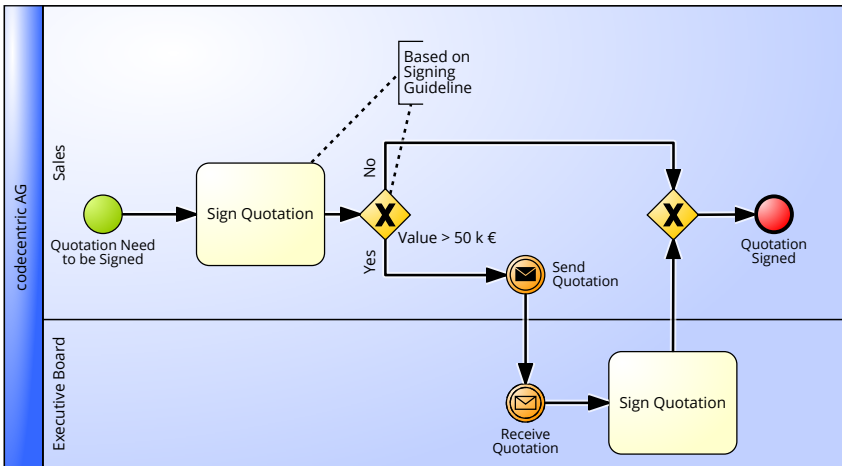 codecentric AG
Sales
Based on
Signing
Guideline
No
Sign Quotation
Quotation Need
to be Signed
Value > 50 k €
Yes
Send
Quotation
Quotation
Signed
Executive Board
Receive
Quotation
Sign Quotation